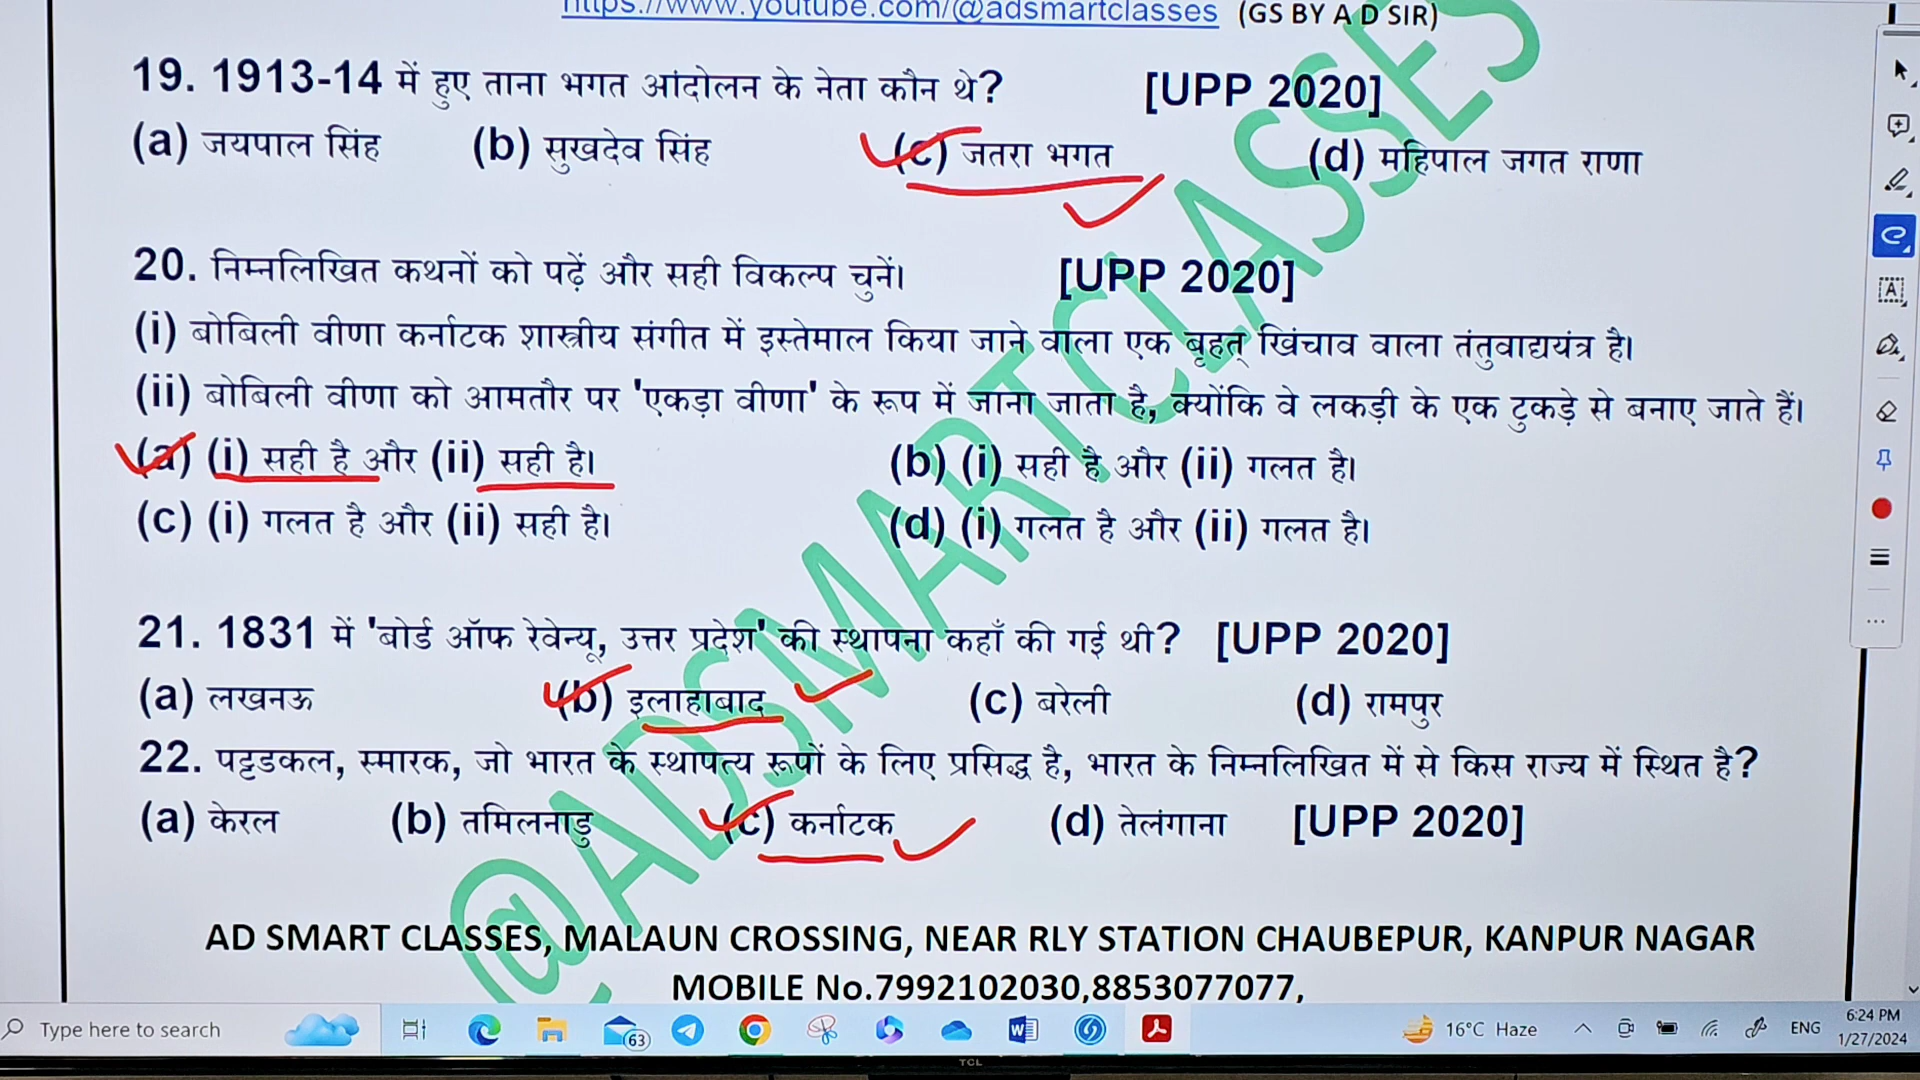 https://www.youtube.com/@adsmartclasses (GS BY A D SIR)
19. 1913-14 में हुए ताना भगत आंदोलन के नेता कौन थे? [UPP 2020]
(a) जयपाल सिंह (b) सुखदेव सिंह (c) जतरा भगत (d) महिपाल जगत राणा
20. निम्नलिखित कथनों को पढ़ें और सही विकल्प चुनें। [UPP 2020]
(i) बोबिली वीणा कर्नाटक शास्त्रीय संगीत में इस्तेमाल किया जाने वाला एक बृहत् खिंचाव वाला तंतुवाद्ययंत्र है।
(ii) बोबिली वीणा को आमतौर पर 'एकड़ा वीणा' के रूप में जाना जाता है, क्योंकि वे लकड़ी के एक टुकड़े से बनाए जाते हैं।
(a) (i) सही है और (ii) सही है। (b) (i) सही है और (ii) गलत है।
(c) (i) गलत है और (ii) सही है। (d) (i) गलत है और (ii) गलत है।
21. 1831 में 'बोर्ड ऑफ रेवेन्यू, उत्तर प्रदेश' की स्थापना कहाँ की गई थी? [UPP 2020]
(a) लखनऊ (b) इलाहाबाद (c) बरेली (d) रामपुर
22. पट्टडकल, स्मारक, जो भारत के स्थापत्य रूपों के लिए प्रसिद्ध है, भारत के निम्नलिखित में से किस राज्य में स्थित है?
(a) केरल (b) तमिलनाडु (c) कर्नाटक (d) तेलंगाना [UPP 2020]
@ADSMARTCLASSES
AD SMART CLASSES, MALAUN CROSSING, NEAR RLY STATION CHAUBEPUR, KANPUR NAGAR
MOBILE No.7992102030,8853077077,
Type here to search 63 16°C Haze ENG 6:24 PM
1/27/2024
TCL